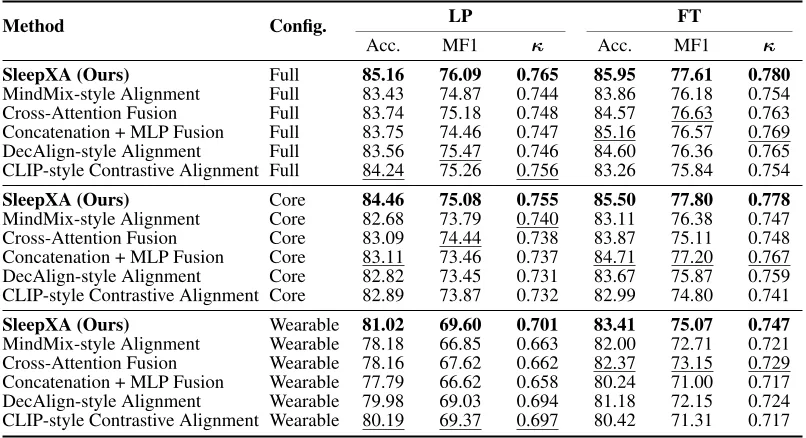 Method Config. LP FT
Acc. MF1 κ Acc. MF1 κ
SleepXA (Ours) Full 85.16 76.09 0.765 85.95 77.61 0.780
MindMix-style Alignment Full 83.43 74.87 0.744 83.86 76.18 0.754
Cross-Attention Fusion Full 83.74 75.18 0.748 84.57 76.63 0.763
Concatenation + MLP Fusion Full 83.75 74.46 0.747 85.16 76.57 0.769
DecAlign-style Alignment Full 83.56 75.47 0.746 84.60 76.36 0.765
CLIP-style Contrastive Alignment Full 84.24 75.26 0.756 83.26 75.84 0.754
SleepXA (Ours) Core 84.46 75.08 0.755 85.50 77.80 0.778
MindMix-style Alignment Core 82.68 73.79 0.740 83.11 76.38 0.747
Cross-Attention Fusion Core 83.09 74.44 0.738 83.87 75.11 0.748
Concatenation + MLP Fusion Core 83.11 73.46 0.737 84.71 77.20 0.767
DecAlign-style Alignment Core 82.82 73.45 0.731 83.67 75.87 0.759
CLIP-style Contrastive Alignment Core 82.89 73.87 0.732 82.99 74.80 0.741
SleepXA (Ours) Wearable 81.02 69.60 0.701 83.41 75.07 0.747
MindMix-style Alignment Wearable 78.18 66.85 0.663 82.00 72.71 0.721
Cross-Attention Fusion Wearable 78.16 67.62 0.662 82.37 73.15 0.729
Concatenation + MLP Fusion Wearable 77.79 66.62 0.658 80.24 71.00 0.717
DecAlign-style Alignment Wearable 79.98 69.03 0.694 81.18 72.15 0.724
CLIP-style Contrastive Alignment Wearable 80.19 69.37 0.697 80.42 71.31 0.717